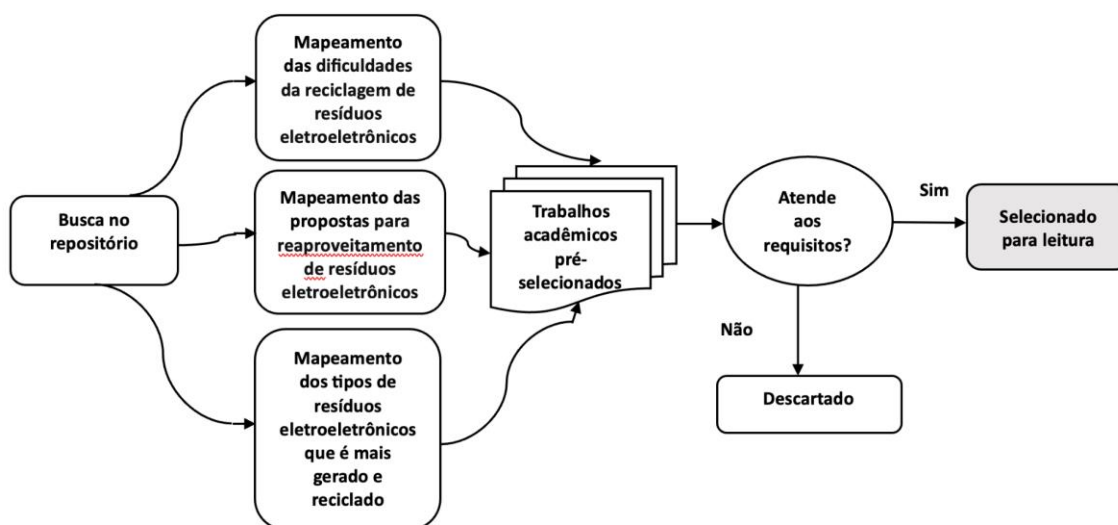 Busca no
repositório
Mapeamento
das dificuldades
da reciclagem de
resíduos
eletroeletrônicos
Mapeamento das
propostas para
reaproveitamento
de resíduos
eletroeletrônicos
Mapeamento
dos tipos de
resíduos
eletroeletrônicos
que é mais
gerado e
reciclado
Trabalhos
acadêmicos
pré-
selecionados
Atende
aos
requisitos?
Sim
Selecionado
para leitura
Não
Descartado